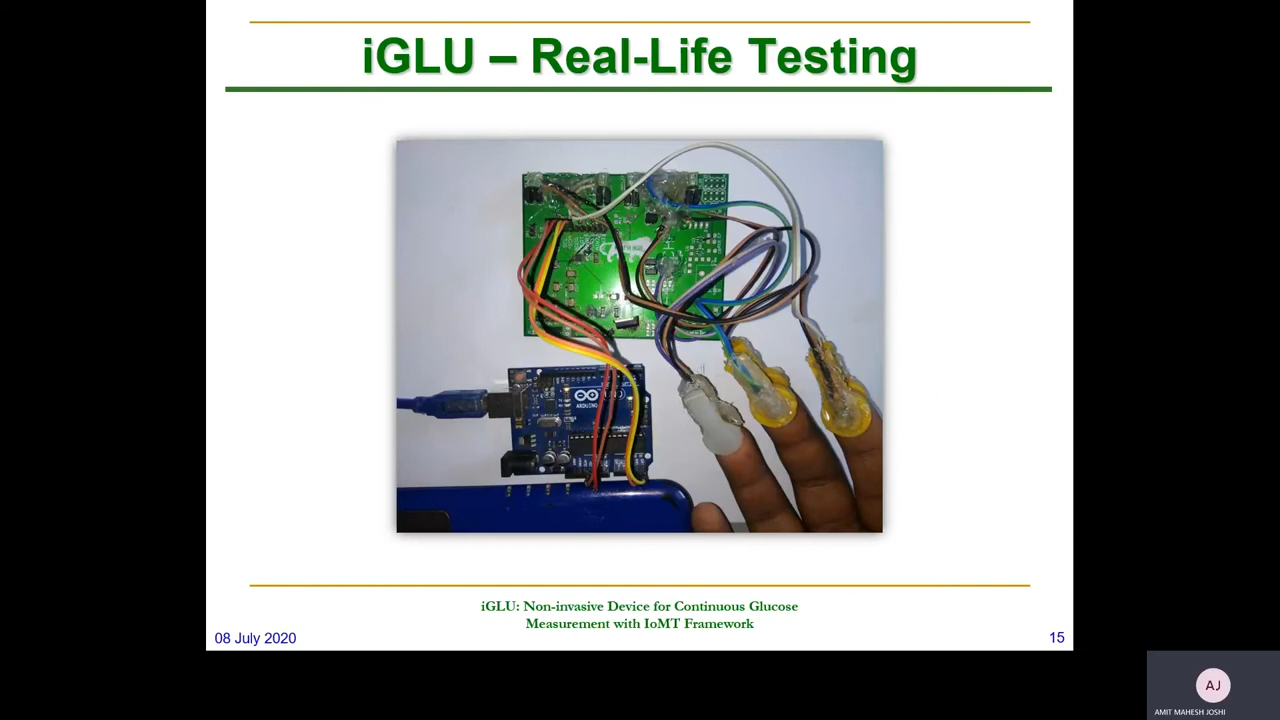 iGLU – Real-Life Testing
ARDUINO
iGLU: Non-invasive Device for Continuous Glucose
Measurement with IoMT Framework
08 July 2020
15
AJ
AMIT MAHESH JOSHI